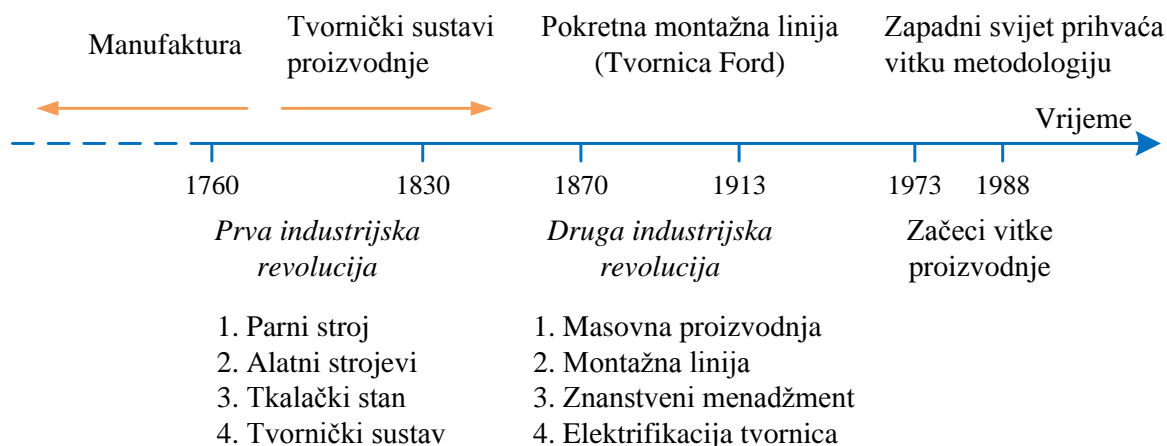 Manufaktura
Tvornički sustavi
proizvodnje
Pokretna montažna linija
(Tvornica Ford)
Zapadni svijet prihvaća
vitku metodologiju
Vrijeme
1760
1830
1870
1913
1973
1988
Prva industrijska
revolucija
Druga industrijska
revolucija
Začeci vitke
proizvodnje
1. Parni stroj
2. Alatni strojevi
3. Tkalački stan
4. Tvornički sustav
1. Masovna proizvodnja
2. Montažna linija
3. Znanstveni menadžment
4. Elektrifikacija tvornica